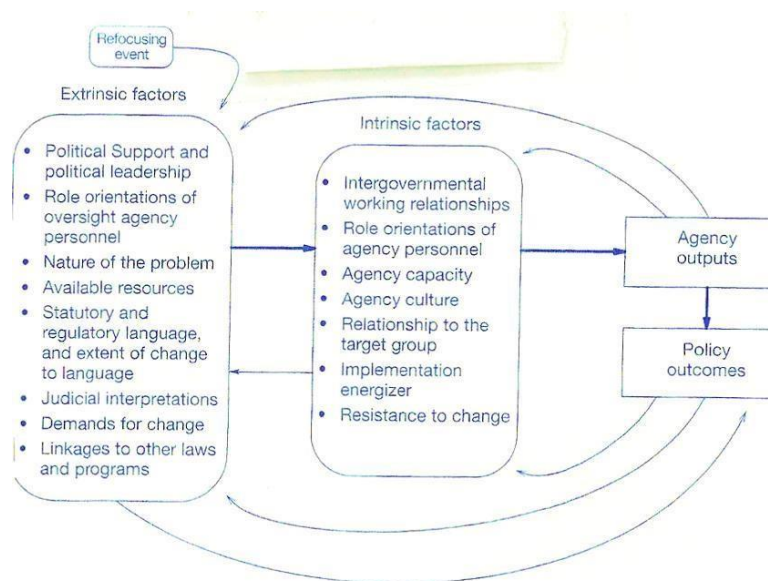 Refocusing
event
Extrinsic factors
• Political Support and
political leadership
• Role orientations of
oversight agency
personnel
• Nature of the problem
• Available resources
• Statutory and
regulatory language,
and extent of change
to language
• Judicial interpretations
• Demands for change
• Linkages to other laws
and programs
Intrinsic factors
• Intergovernmental
working relationships
• Role orientations of
agency personnel
• Agency capacity
• Agency culture
• Relationship to the
target group
• Implementation
energizer
• Resistance to change
Agency
outputs
Policy
outcomes